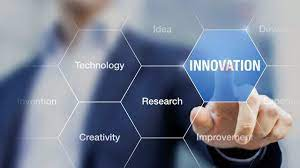 Idea
Technology
INNOVATION
Invention
Research
Creativity
Improvement